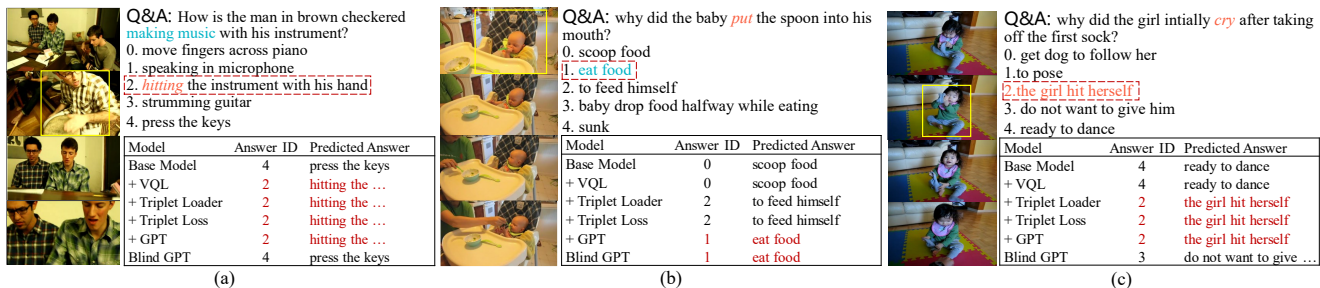 Q&A: How is the man in brown checkered
making music with his instrument?
0. move fingers across piano
1. speaking in microphone
2. hitting the instrument with his hand
3. strumming guitar
4. press the keys
Model Answer ID Predicted Answer
Base Model 4 press the keys
+ VQL 2 hitting the …
+ Triplet Loader 2 hitting the …
+ Triplet Loss 2 hitting the …
+ GPT 2 hitting the …
Blind GPT 4 press the keys
(a)
Q&A: why did the baby put the spoon into his
mouth?
0. scoop food
1. eat food
2. to feed himself
3. baby drop food halfway while eating
4. sunk
Model Answer ID Predicted Answer
Base Model 0 scoop food
+ VQL 0 scoop food
+ Triplet Loader 2 to feed himself
+ Triplet Loss 2 to feed himself
+ GPT 1 eat food
Blind GPT 1 eat food
(b)
Q&A: why did the girl intially cry after taking
off the first sock?
0. get dog to follow her
1.to pose
2.the girl hit herself
3. do not want to give him
4. ready to dance
Model Answer ID Predicted Answer
Base Model 4 ready to dance
+ VQL 4 ready to dance
+ Triplet Loader 2 the girl hit herself
+ Triplet Loss 2 the girl hit herself
+ GPT 2 the girl hit herself
Blind GPT 3 do not want to give …
(c)